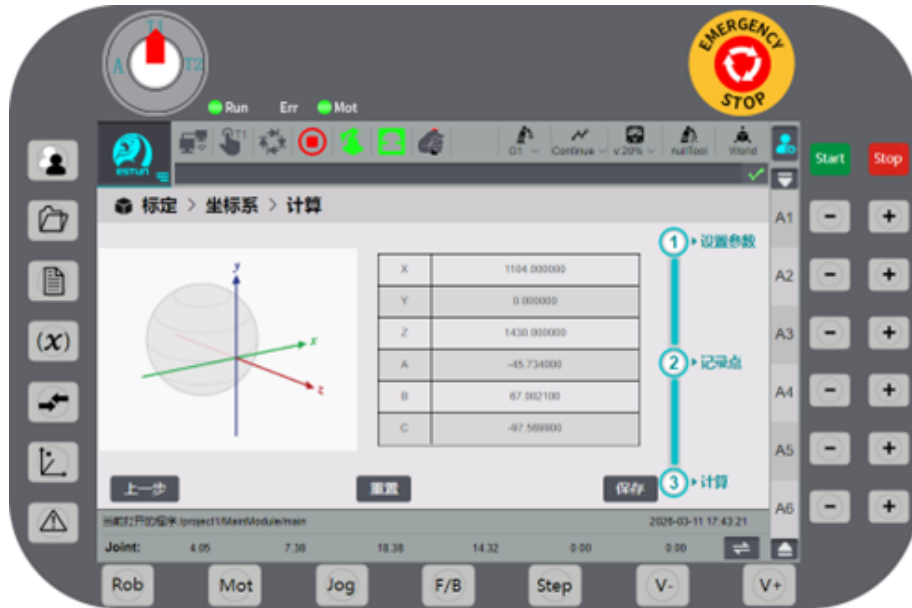 T1
A
T2
EMERGENCY
STOP
Run Err Mot
T1
G1 Continue V:20% nullTool World
ESTUN
Start Stop
标定 > 坐标系 > 计算
A1 - +
1 设置参数
y
x
z
X 1104.000000
Y 0.000000
Z 1430.000000
A -45.734000
B 67.002100
C -97.569900
A2 - +
(x)
A3 - +
2 记录点
A4 - +
A5 - +
上一步 重置 保存 3 计算
A6 - +
当前打开的程序:/project1/MainModule/main 2026-03-11 17:43:21
Joint: 4.05 7.38 18.38 14.32 0.00 0.00
Rob Mot Jog F/B Step V- V+